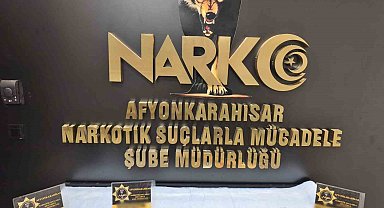 NARKO
AFYONKARAHİSAR
NARKOTİK SUÇLARLA MÜCADELE
ŞUBE MÜDÜRLÜĞÜ